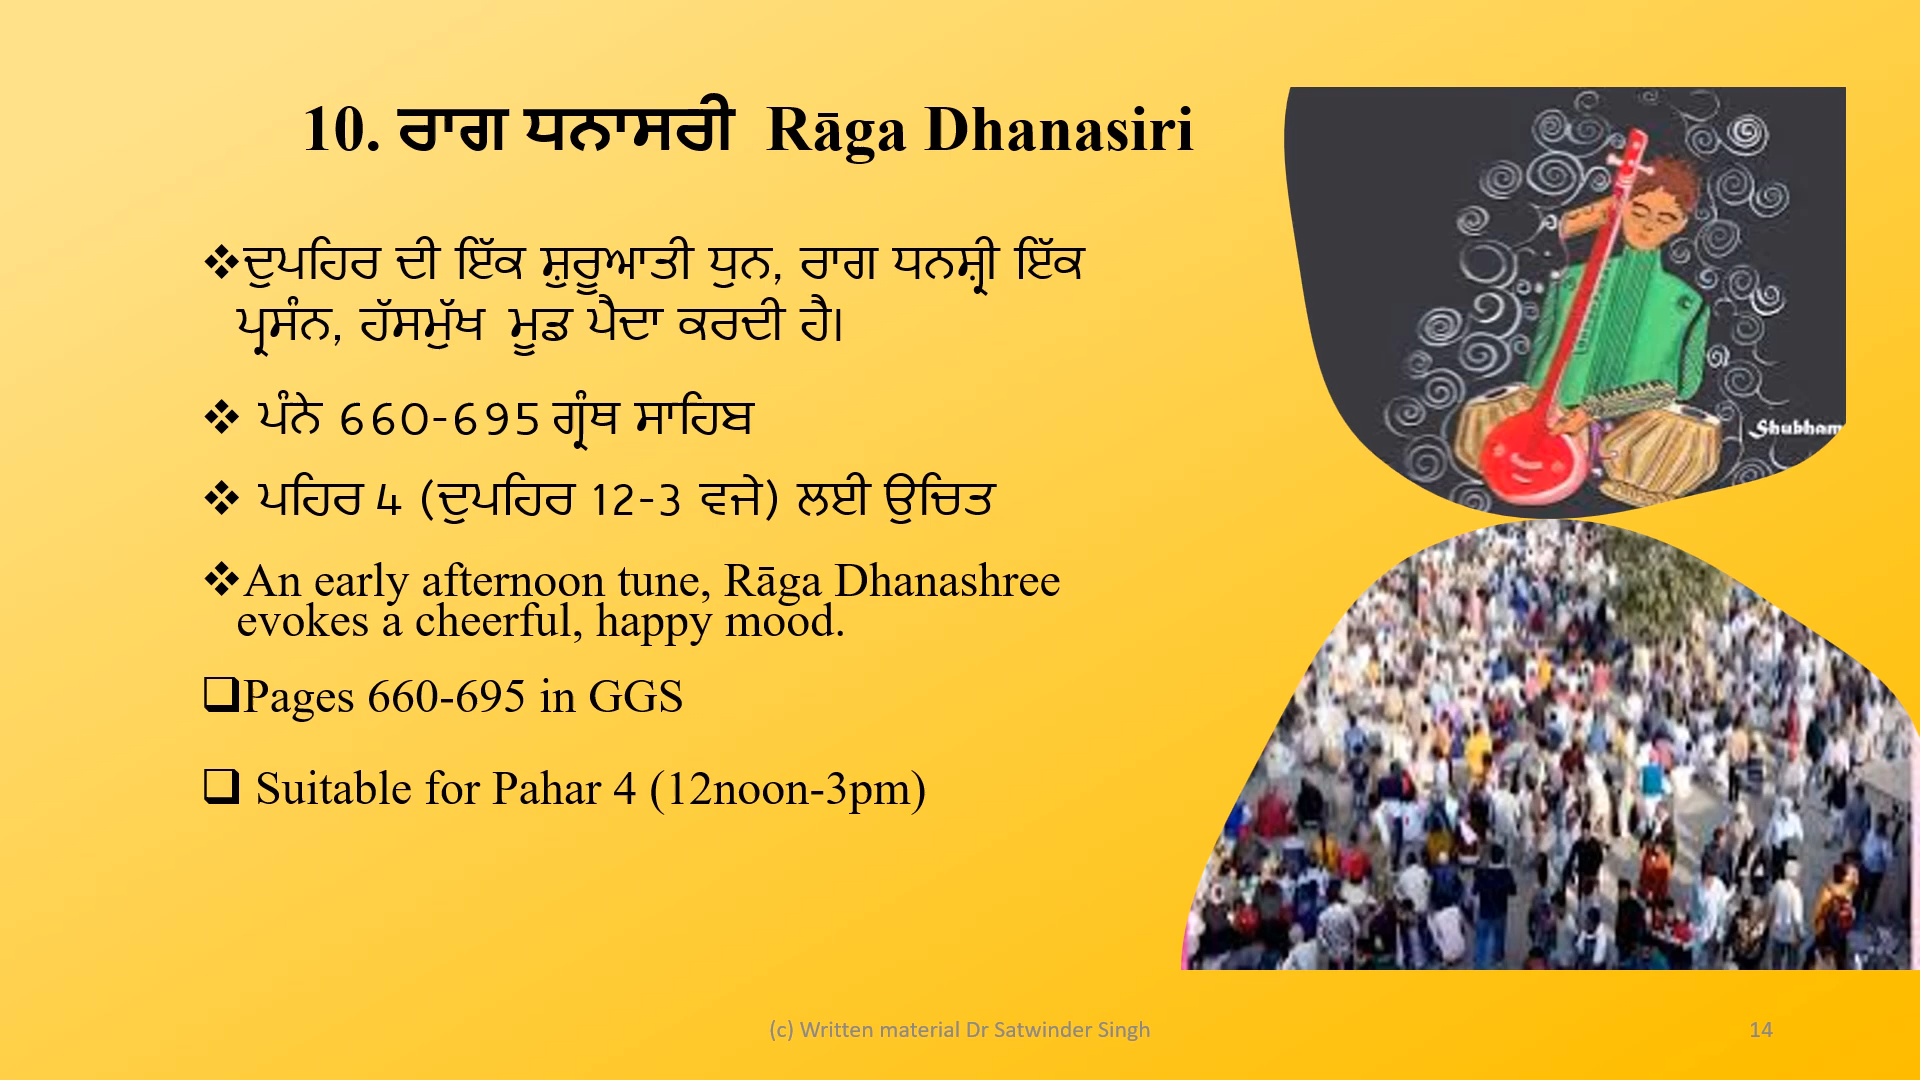 10. ਰਾਗ ਧਨਾਸਰੀ Rāga Dhanasiri
❖ਦੁਪਹਿਰ ਦੀ ਇੱਕ ਸ਼ੁਰੂਆਤੀ ਧੁਨ, ਰਾਗ ਧਨਸ਼੍ਰੀ ਇੱਕ
ਪ੍ਰਸੰਨ, ਹੱਸਮੁੱਖ ਮੂਡ ਪੈਦਾ ਕਰਦੀ ਹੈ।
❖ ਪੰਨੇ 660-695 ਗ੍ਰੰਥ ਸਾਹਿਬ
❖ ਪਹਿਰ 4 (ਦੁਪਹਿਰ 12-3 ਵਜੇ) ਲਈ ਉਚਿਤ
❖An early afternoon tune, Rāga Dhanashree
evokes a cheerful, happy mood.
❑Pages 660-695 in GGS
❑ Suitable for Pahar 4 (12noon-3pm)
Shubham
(c) Written material Dr Satwinder Singh
14